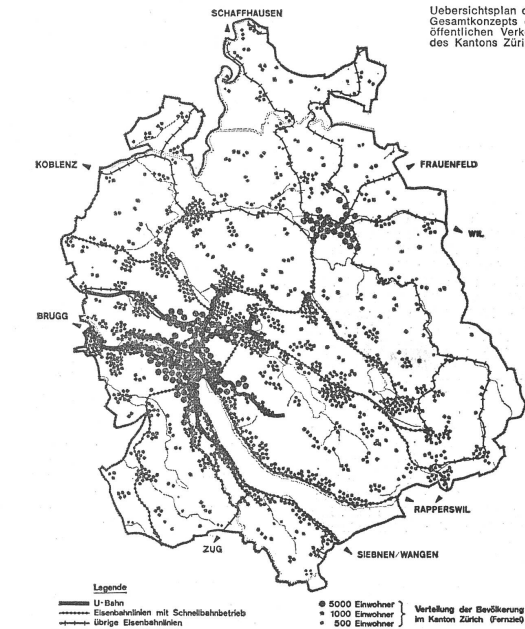 SCHAFFHAUSEN
Uebersichtsplan d
Gesamtkonzepts
öffentlichen Verk
des Kantons Züri
KOBLENZ
FRAUENFELD
WIL
BRUGG
RAPPERSWIL
SIEBNEN/WANGEN
ZUG
Legende
U-Bahn
Eisenbahnlinien mit Schnellbahnbetrieb
übrige Eisenbahnlinien
5000 Einwohner
1000 Einwohner
500 Einwohner
Verteilung der Bevölkerung
im Kanton Zürich (Fernziel)